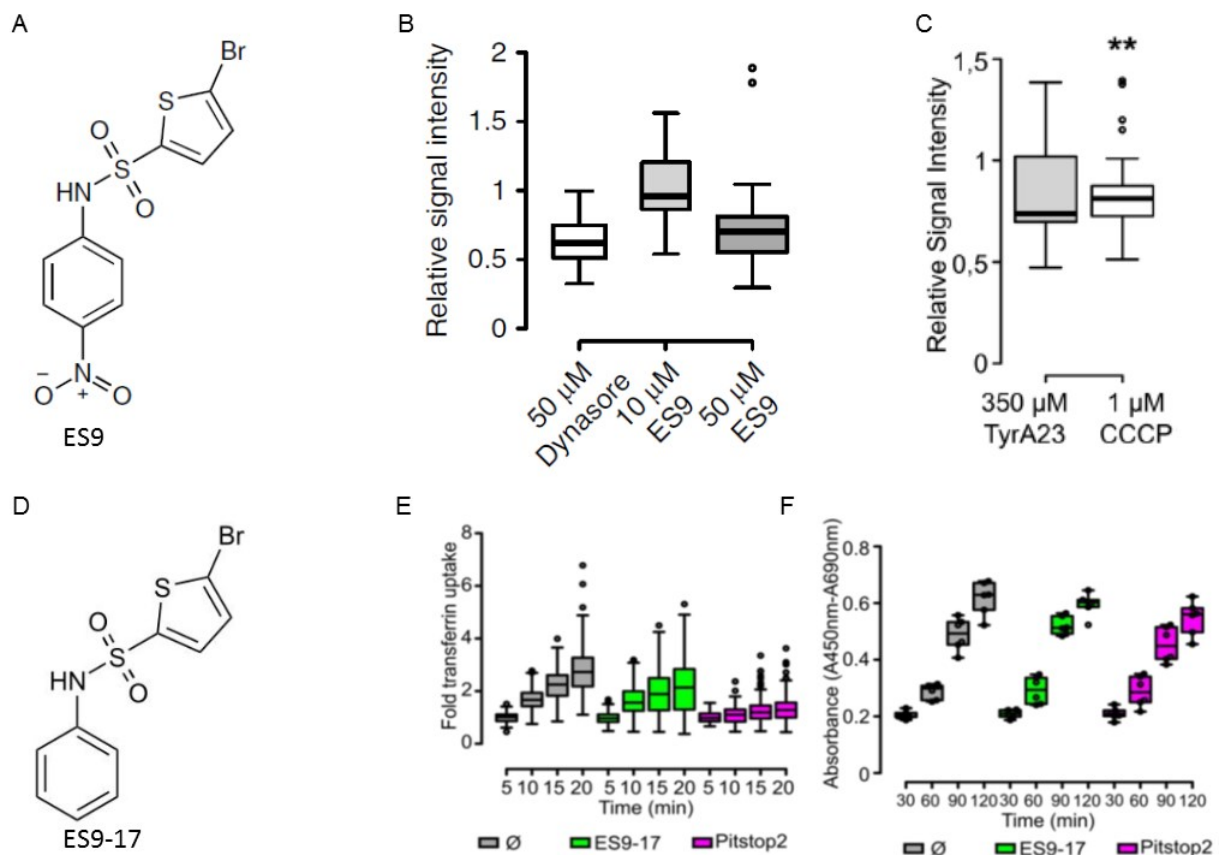 A
Br
S
O
S
HN
O
N
+
−
O
O
ES9
B
Relative signal intensity
2
1.5
1
0.5
0
50 µM
Dynasore
10 µM
ES9
50 µM
ES9
C
**
Relative Signal Intensity
1,5
1
0,5
0
350 µM
TyrA23
1 µM
CCCP
D
Br
S
O
S
HN
O
ES9-17
E
Fold transferrin uptake
8
6
4
2
0
5 10 15 20 5 10 15 20 5 10 15 20
Time (min)
Ø ES9-17 Pitstop2
F
Absorbance (A450nm-A690nm)
0.8
0.6
0.4
0.2
0
30 60 90 120 30 60 90 120 30 60 90 120
Time (min)
Ø ES9-17 Pitstop2